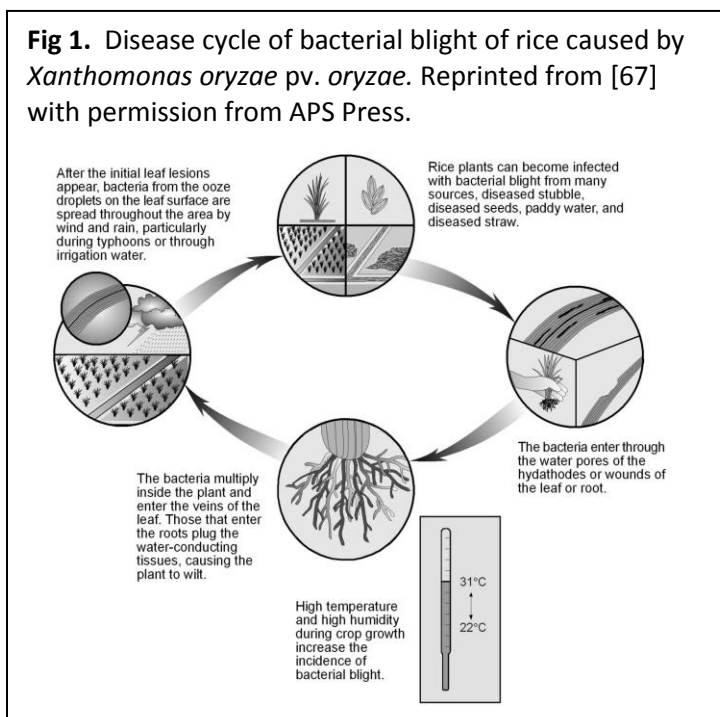 Fig 1. Disease cycle of bacterial blight of rice caused by
Xanthomonas oryzae pv. oryzae. Reprinted from [67]
with permission from APS Press.
After the initial leaf lesions
appear, bacteria from the ooze
droplets on the leaf surface are
spread throughout the area by
wind and rain, particularly
during typhoons or through
irrigation water.
Rice plants can become infected
with bacterial blight from many
sources, diseased stubble,
diseased seeds, paddy water, and
diseased straw.
The bacteria enter through
the water pores of the
hydathodes or wounds of
the leaf or root.
The bacteria multiply
inside the plant and
enter the veins of the
leaf. Those that enter
the roots plug the
water-conducting
tissues, causing the
plant to wilt.
High temperature
and high humidity
during crop growth
increase the
incidence of
bacterial blight.
31°C
22°C